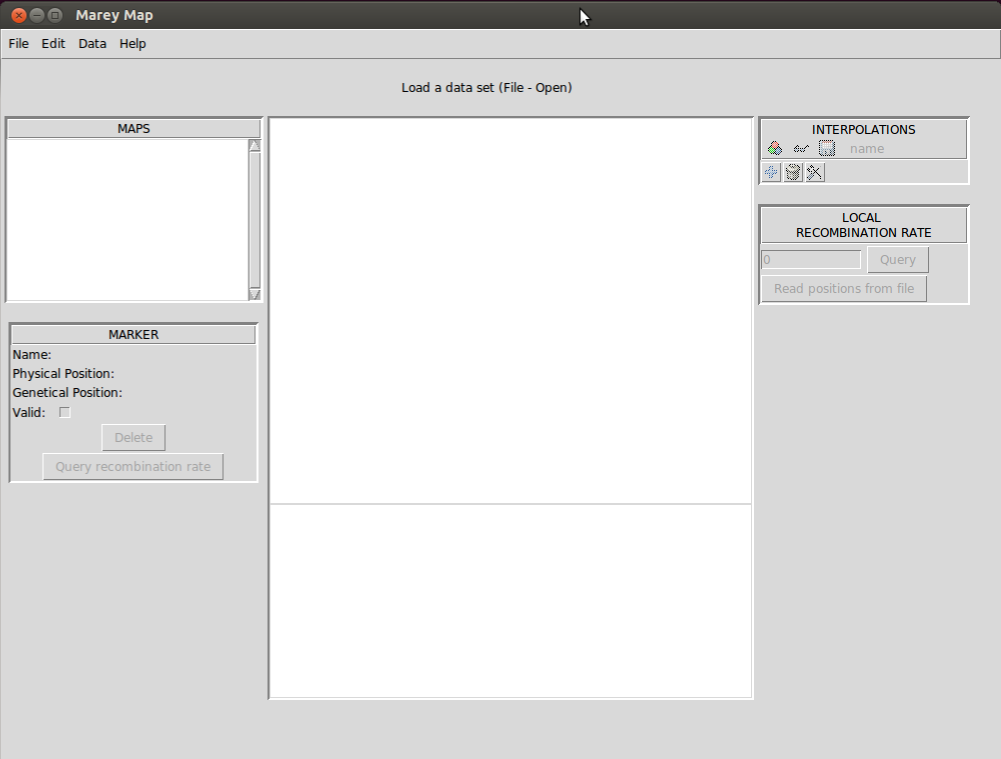 Marey Map
File Edit Data Help
Load a data set (File - Open)
MAPS
MARKER
Name:
Physical Position:
Genetical Position:
Valid:
Delete
Query recombination rate
INTERPOLATIONS
name
LOCAL
RECOMBINATION RATE
0 Query
Read positions from file